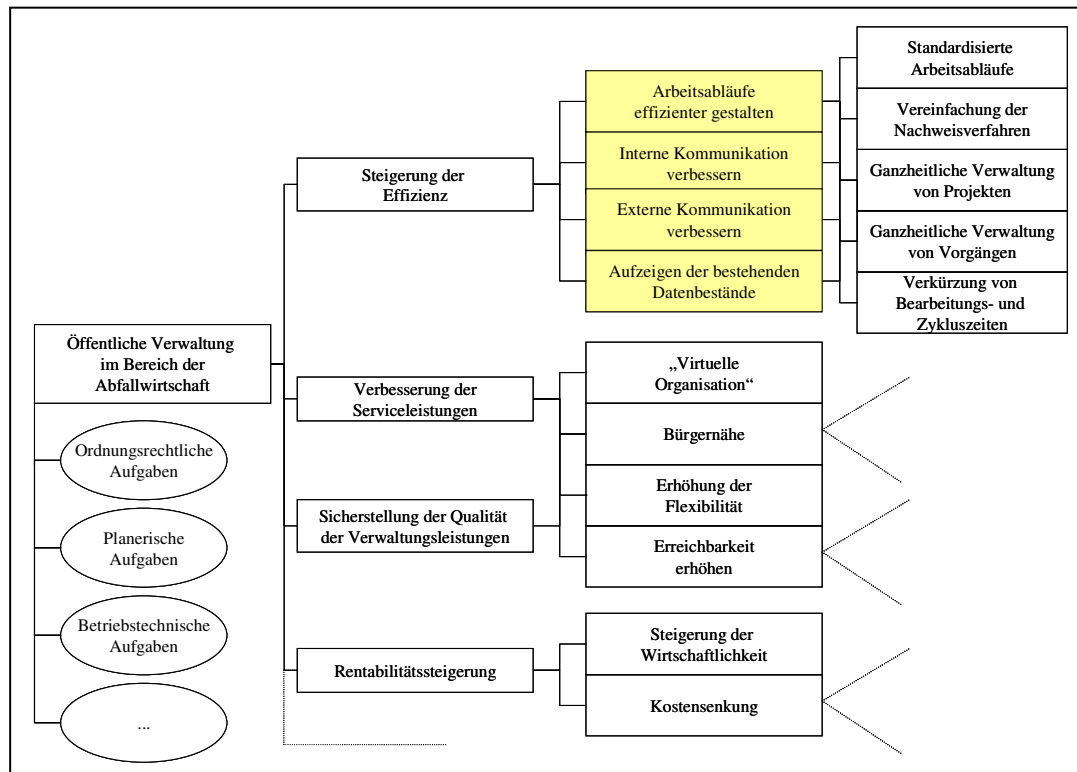 Standardisierte
Arbeitsabläufe
Arbeitsabläufe
effizienter gestalten
Vereinfachung der
Nachweisverfahren
Interne Kommunikation
verbessern
Steigerung der
Effizienz
Ganzheitliche Verwaltung
von Projekten
Externe Kommunikation
verbessern
Ganzheitliche Verwaltung
von Vorgängen
Aufzeigen der bestehenden
Datenbestände
Verkürzung von
Bearbeitungs- und
Zykluszeiten
Öffentliche Verwaltung
im Bereich der
Abfallwirtschaft
Verbesserung der
Serviceleistungen
„Virtuelle
Organisation“
Bürgernähe
Ordnungsrechtliche
Aufgaben
Erhöhung der
Flexibilität
Sicherstellung der Qualität
der Verwaltungsleistungen
Planerische
Aufgaben
Erreichbarkeit
erhöhen
Betriebstechnische
Aufgaben
Steigerung der
Wirtschaftlichkeit
Rentabilitätssteigerung
Kostensenkung
...